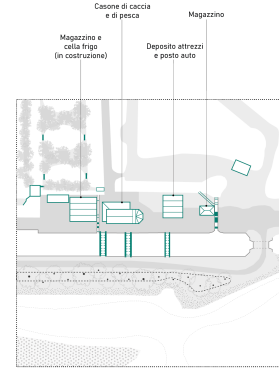 Casone di caccia
e di pesca
Magazzino
Magazzino e
cella frigo
(in costruzione)
Deposito attrezzi
e posto auto